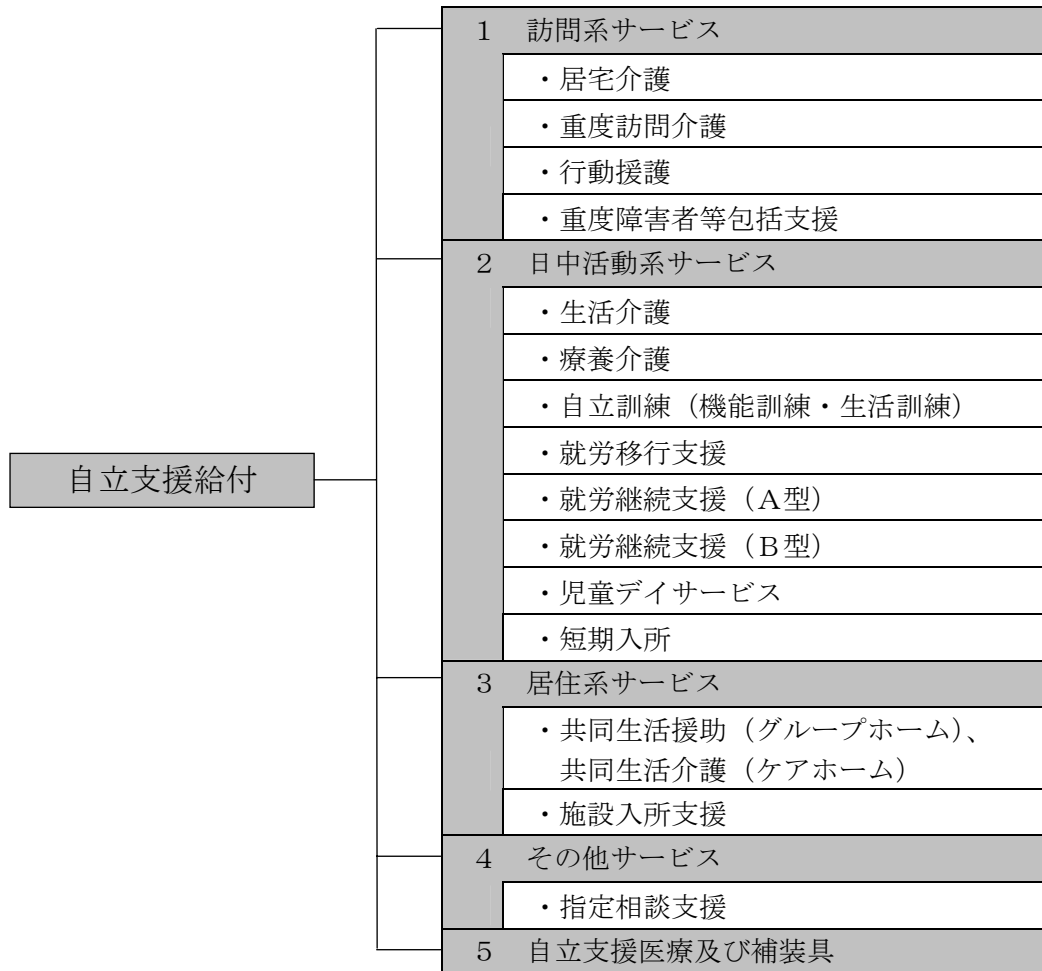 自立支援給付
１　訪問系サービス
・居宅介護
・重度訪問介護
・行動援護
・重度障害者等包括支援
２　日中活動系サービス
・生活介護
・療養介護
・自立訓練（機能訓練・生活訓練）
・就労移行支援
・就労継続支援（Ａ型）
・就労継続支援（Ｂ型）
・児童デイサービス
・短期入所
３　居住系サービス
・共同生活援助（グループホーム）、
共同生活介護（ケアホーム）
・施設入所支援
４　その他サービス
・指定相談支援
５　自立支援医療及び補装具